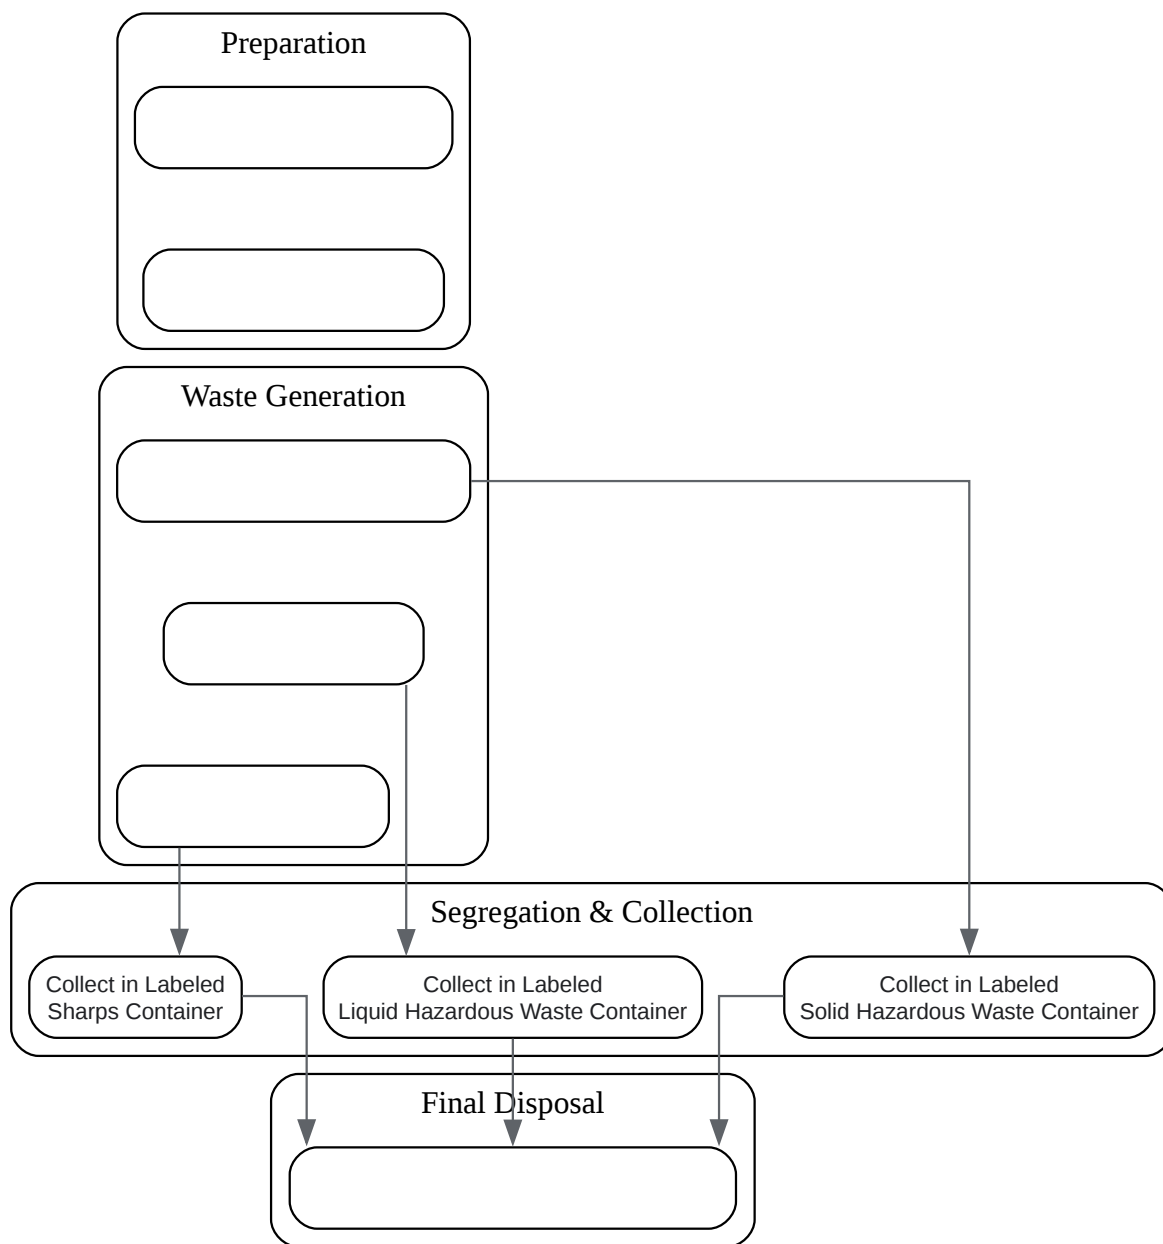 Preparation
Waste Generation
Segregation & Collection
Collect in Labeled
Sharps Container
Collect in Labeled
Liquid Hazardous Waste Container
Collect in Labeled
Solid Hazardous Waste Container
Final Disposal